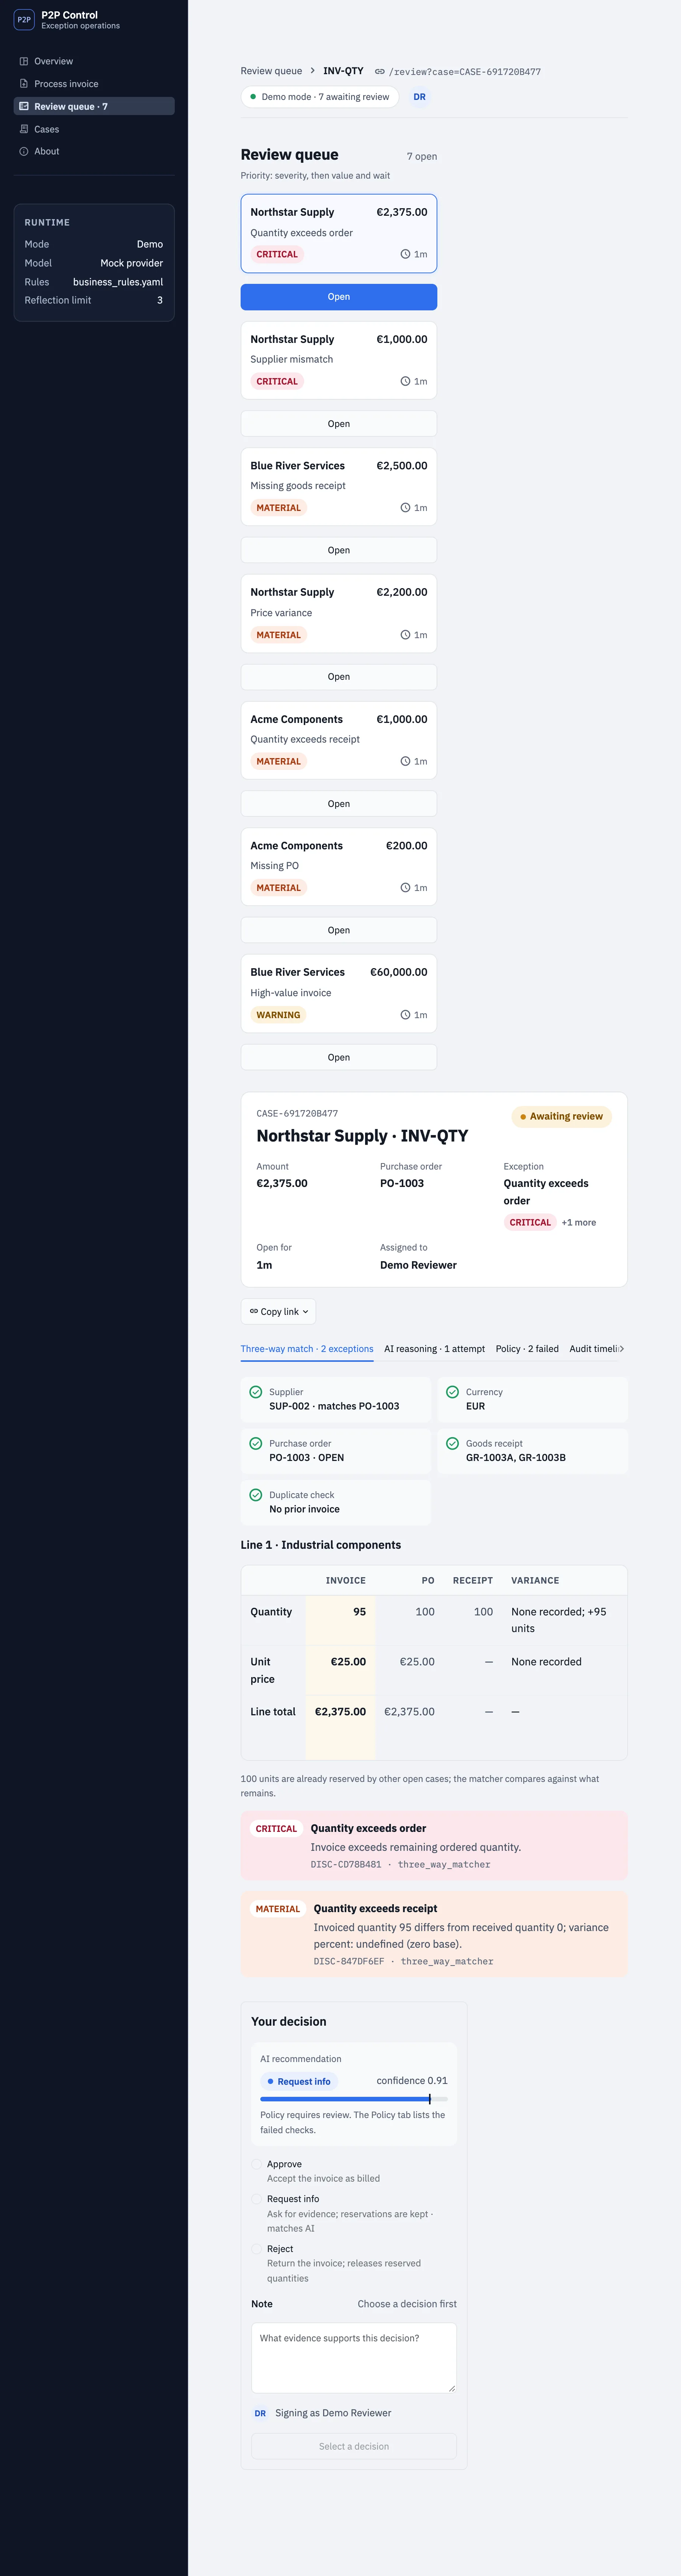 P2P
P2P Control
Exception operations
Overview
Process invoice
Review queue · 7
Cases
About
RUNTIME
Mode Demo
Model Mock provider
Rules business_rules.yaml
Reflection limit 3
Review queue > INV-QTY /review?case=CASE-691720B477
Demo mode · 7 awaiting review DR
Review queue 7 open
Priority: severity, then value and wait
Northstar Supply €2,375.00
Quantity exceeds order
CRITICAL 1m
Open
Northstar Supply €1,000.00
Supplier mismatch
CRITICAL 1m
Open
Blue River Services €2,500.00
Missing goods receipt
MATERIAL 1m
Open
Northstar Supply €2,200.00
Price variance
MATERIAL 1m
Open
Acme Components €1,000.00
Quantity exceeds receipt
MATERIAL 1m
Open
Acme Components €200.00
Missing PO
MATERIAL 1m
Open
Blue River Services €60,000.00
High-value invoice
WARNING 1m
Open
CASE-691720B477
Awaiting review
Northstar Supply · INV-QTY
Amount Purchase order Exception
€2,375.00 PO-1003 Quantity exceeds
order
CRITICAL +1 more
Open for Assigned to
1m Demo Reviewer
Copy link
Three-way match · 2 exceptions AI reasoning · 1 attempt Policy · 2 failed Audit timeli
Supplier Currency
SUP-002 · matches PO-1003 EUR
Purchase order Goods receipt
PO-1003 · OPEN GR-1003A, GR-1003B
Duplicate check
No prior invoice
Line 1 · Industrial components
INVOICE PO RECEIPT VARIANCE
Quantity 95 100 100 None recorded; +95
units
Unit €25.00 €25.00 — None recorded
price
Line total €2,375.00 €2,375.00 — —
100 units are already reserved by other open cases; the matcher compares against what
remains.
CRITICAL Quantity exceeds order
Invoice exceeds remaining ordered quantity.
DISC-CD78B481 · three_way_matcher
MATERIAL Quantity exceeds receipt
Invoiced quantity 95 differs from received quantity 0; variance
percent: undefined (zero base).
DISC-847DF6EF · three_way_matcher
Your decision
AI recommendation
Request info confidence 0.91
Policy requires review. The Policy tab lists the
failed checks.
Approve
Accept the invoice as billed
Request info
Ask for evidence; reservations are kept ·
matches AI
Reject
Return the invoice; releases reserved
quantities
Note Choose a decision first
What evidence supports this decision?
DR Signing as Demo Reviewer
Select a decision